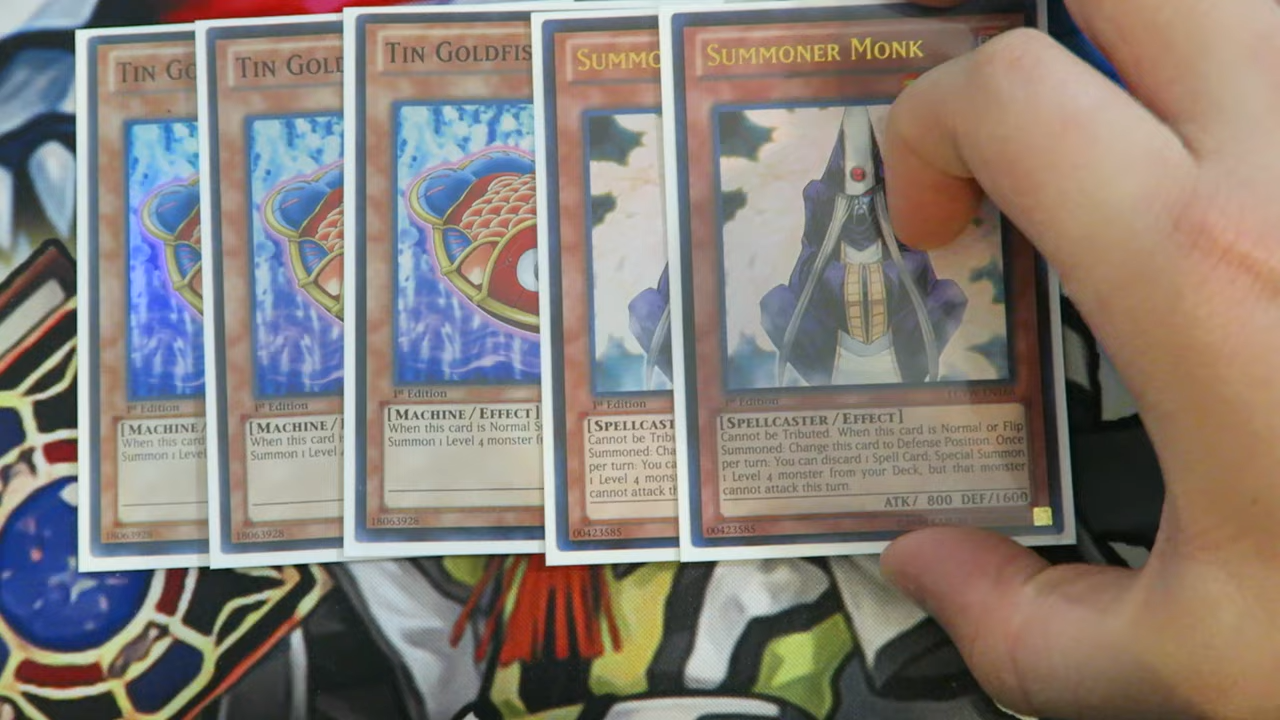 TIN GO
1st Edition
[MACHINE/
When this card
Summon 1 Level
18063928
TIN GOL
1st Edition
[MACHINE/
When this card i
Summon 1 Level 4
18063928
TIN GOLDFIS
1st Edition
[MACHINE/EFFECT]
When this card is Normal S
Summon 1 Level 4 monster (
18063928
SUMMO
1st Edition
[SPELLCAST
Cannot be Trib
Summoned: Cha
per turn: You ca
1 Level 4 monst
cannot attack th
00423585
SUMMONER MONK
1st Edition
[SPELLCASTER/EFFECT]
Cannot be Tributed. When this card is Normal or Flip
Summoned: Change this card to Defense Position. Once
per turn: You can discard 1 Spell Card; Special Summon
1 Level 4 monster from your Deck, but that monster
cannot attack this turn.
ATK/ 800 DEF/1600
00423585